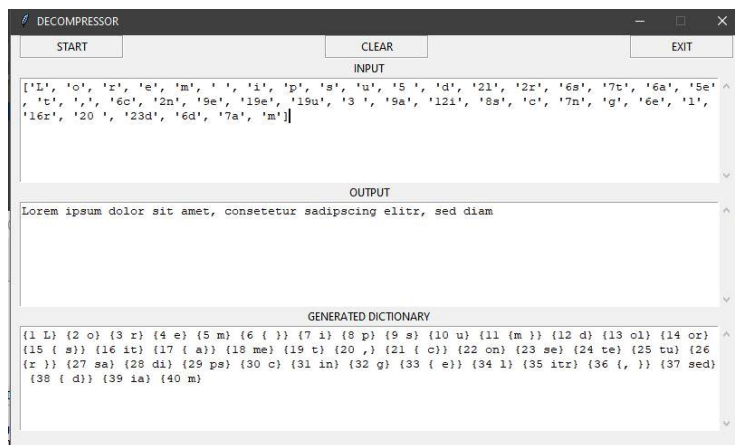 DECOMPRESSOR
START CLEAR EXIT
INPUT
['L', 'o', 'r', 'e', 'm', ' ', 'i', 'p', 's', 'u', '5 ', 'd', '2l', '2r', '6s', '7t', '6a', '5e'
, 't', ',', '6c', '2n', '9e', '19e', '19u', '3 ', '9a', '12i', '8s', 'c', '7n', 'g', '6e', 'l',
'16r', '20 ', '23d', '6d', '7a', 'm']
OUTPUT
Lorem ipsum dolor sit amet, consetetur sadipscing elitr, sed diam
GENERATED DICTIONARY
{1 L} {2 o} {3 r} {4 e} {5 m} {6 { }} {7 i} {8 p} {9 s} {10 u} {11 {m }} {12 d} {13 ol} {14 or}
{15 { s}} {16 it} {17 { a}} {18 me} {19 t} {20 ,} {21 { c}} {22 on} {23 se} {24 te} {25 tu} {26
{r }} {27 sa} {28 di} {29 ps} {30 c} {31 in} {32 g} {33 { e}} {34 l} {35 itr} {36 {, }} {37 sed}
{38 { d}} {39 ia} {40 m}